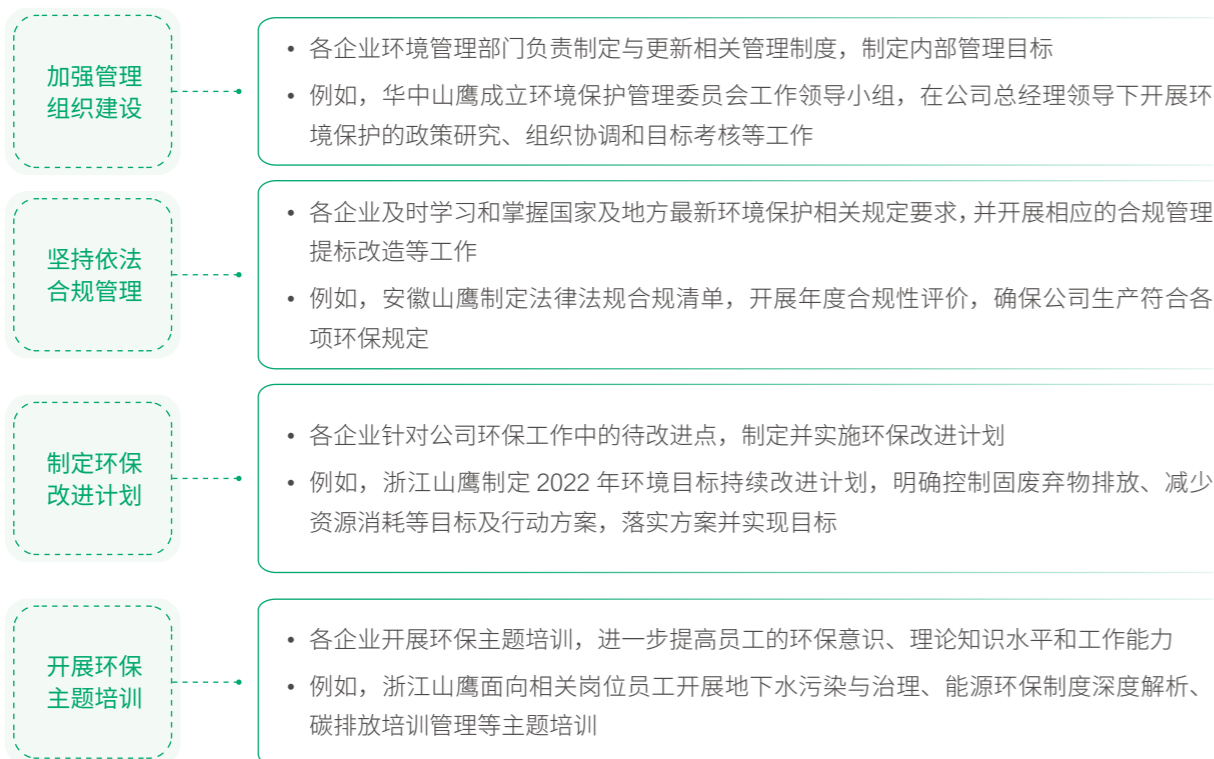 加强管理
组织建设
• 各企业环境管理部门负责制定与更新相关管理制度，制定内部管理目标
• 例如，华中山鹰成立环境保护管理委员会工作领导小组，在公司总经理领导下开展环
境保护的政策研究、组织协调和目标考核等工作
坚持依法
合规管理
• 各企业及时学习和掌握国家及地方最新环境保护相关规定要求，并开展相应的合规管理
提标改造等工作
• 例如，安徽山鹰制定法律法规合规清单，开展年度合规性评价，确保公司生产符合各
项环保规定
制定环保
改进计划
• 各企业针对公司环保工作中的待改进点，制定并实施环保改进计划
• 例如，浙江山鹰制定 2022 年环境目标持续改进计划，明确控制固废弃物排放、减少
资源消耗等目标及行动方案，落实方案并实现目标
开展环保
主题培训
• 各企业开展环保主题培训，进一步提高员工的环保意识、理论知识水平和工作能力
• 例如，浙江山鹰面向相关岗位员工开展地下水污染与治理、能源环保制度深度解析、
碳排放培训管理等主题培训